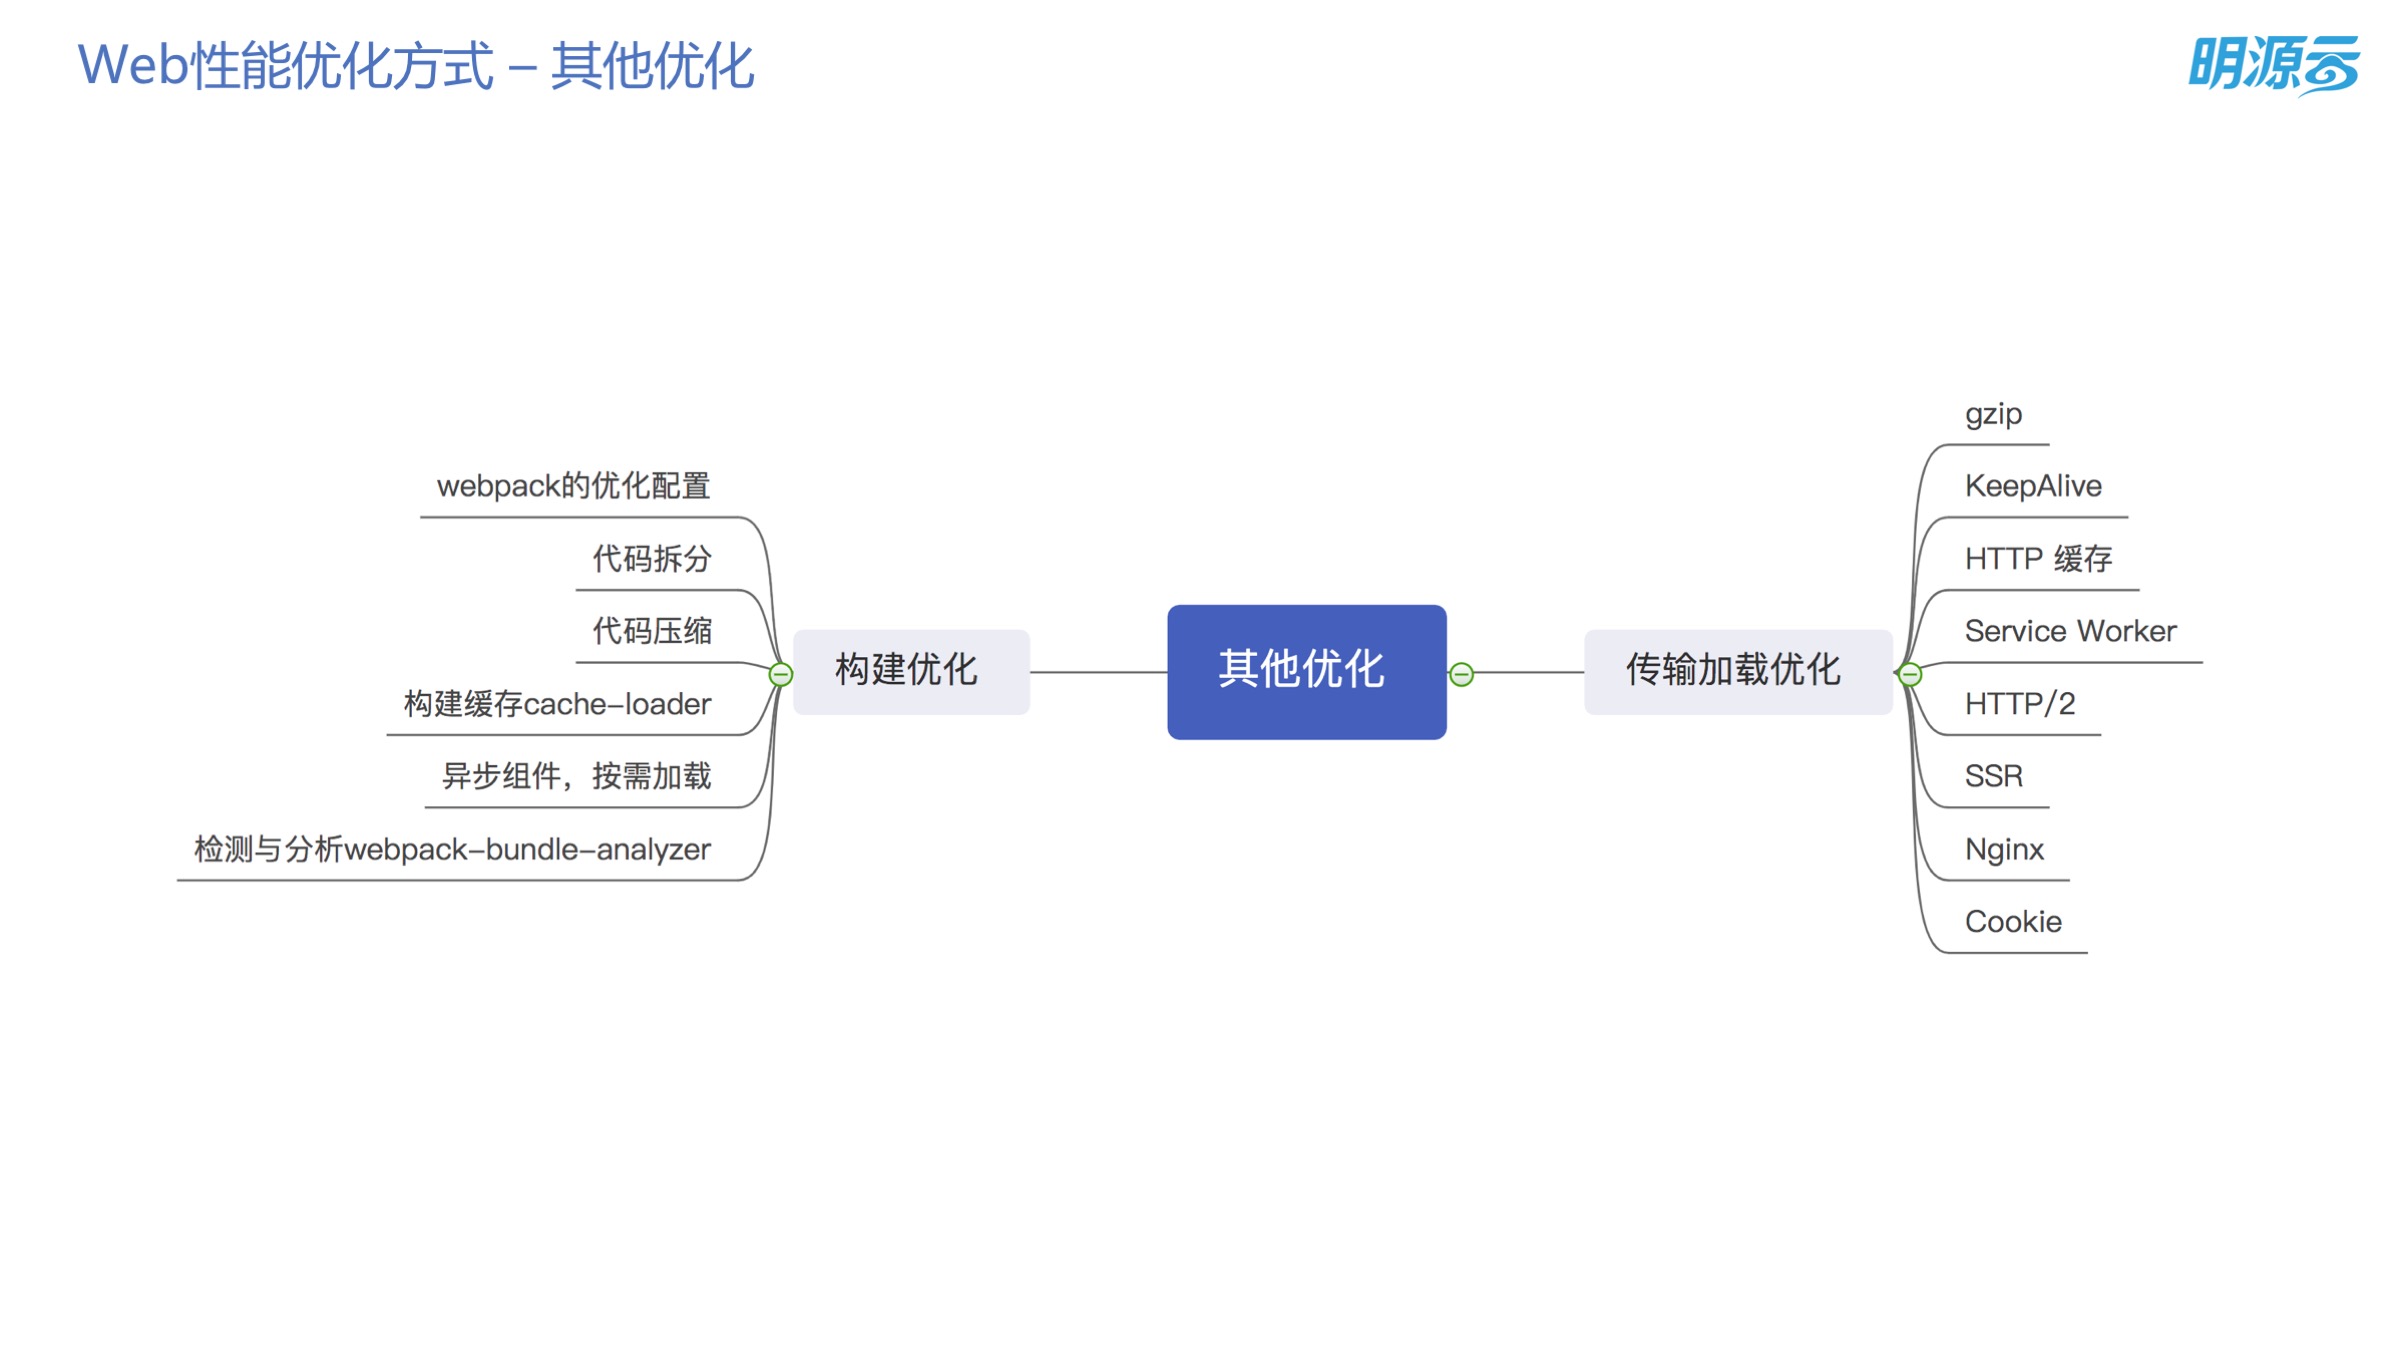 Web性能优化方式 – 其他优化
明源云
webpack的优化配置
代码拆分
代码压缩
构建缓存cache-loader
异步组件，按需加载
检测与分析webpack-bundle-analyzer
构建优化
其他优化
传输加载优化
gzip
KeepAlive
HTTP 缓存
Service Worker
HTTP/2
SSR
Nginx
Cookie